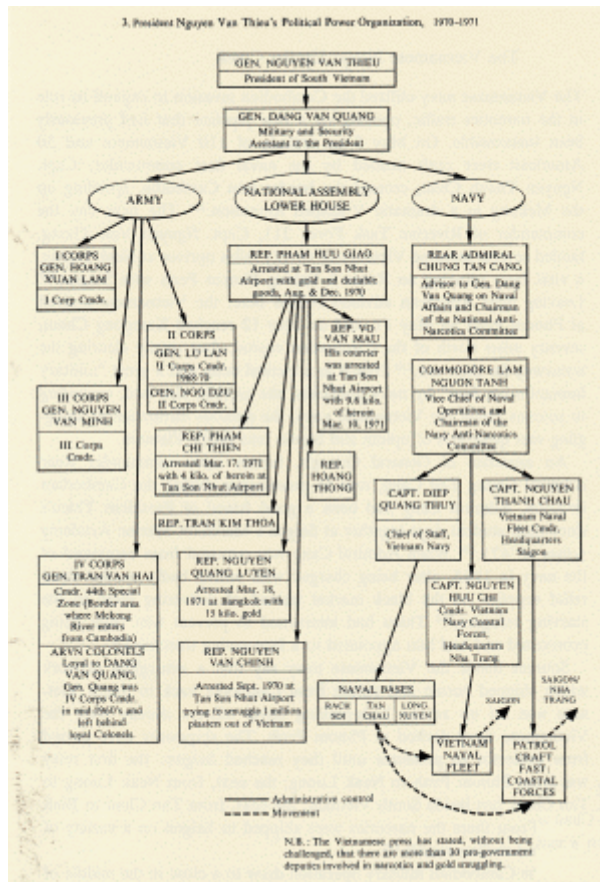 3. President Nguyen Van Thieu's Political Power Organization, 1970–1971
GEN. NGUYEN VAN THIEU
President of South Vietnam
GEN. DANG VAN QUANG
Military and Security
Assistant to the President
ARMY
NATIONAL ASSEMBLY
LOWER HOUSE
NAVY
I CORPS
GEN. HOANG
XUAN LAM
I Corp Cmdr.
II CORPS
GEN. LU LAN
II Corps Cmdr.
1968-70
GEN. NGO DZU
II Corps Cmdr.
III CORPS
GEN. NGUYEN
VAN MINH
III Corps
Cmdr.
IV CORPS
GEN. TRAN VAN HAI
Cmdr. 44th Special
Zone (Border area
where Mekong
River enters
from Cambodia)
ARVN COLONELS
Loyal to DANG
VAN QUANG.
Gen. Quang was
IV Corps Cmdr.
in mid 1960's and
left behind
loyal Colonels.
REP. PHAM HUU GIAO
Arrested at Tan Son Nhut
Airport with gold and dutiable
goods, Aug. & Dec. 1970
REP. VO
VAN MAU
His courrier was
arrested at
Tan Son
Nhut Airport
with 9.6 kilo.
of heroin
Mar. 10, 1971
REP. PHAM
CHI THIEN
Arrested Mar. 17, 1971
with 4 kilo. of heroin at
Tan Son Nhut Airport
REP.
HOANG
THONG
REP. TRAN KIM THOA
REP. NGUYEN
QUANG LUYEN
Arrested Mar. 18,
1971 at Bangkok with
15 kilo. gold
REP. NGUYEN
VAN CHINH
Arrested Sept. 1970 at
Tan Son Nhut Airport
trying to smuggle 1 million
piasters out of Vietnam
REAR ADMIRAL
CHUNG TAN CANG
Advisor to Gen. Dang
Van Quang on Naval
Affairs and Chairman
of the National Anti-
Narcotics Committee
COMMODORE LAM
NGUON TANH
Vice Chief of Naval
Operations and
Chairman of the
Navy Anti-Narcotics
Committee
CAPT. DIEP
QUANG THUY
Chief of Staff,
Vietnam Navy
CAPT. NGUYEN
THANH CHAU
Vietnam Naval
Fleet Cmdr.
Headquarters
Saigon
CAPT. NGUYEN
HUU CHI
Cmdr. Vietnam
Navy Coastal
Forces,
Headquarters
Nha Trang
NAVAL BASES
RACH
SOI
TAN
CHAU
LONG
XUYEN
SAIGON
SAIGON/
NHA
TRANG
VIETNAM
NAVAL
FLEET
PATROL
CRAFT
FAST:
COASTAL
FORCES
Administrative control
Movement
N.B.: The Vietnamese press has stated, without being
challenged, that there are more than 30 pro-government
deputies involved in narcotics and gold smuggling.